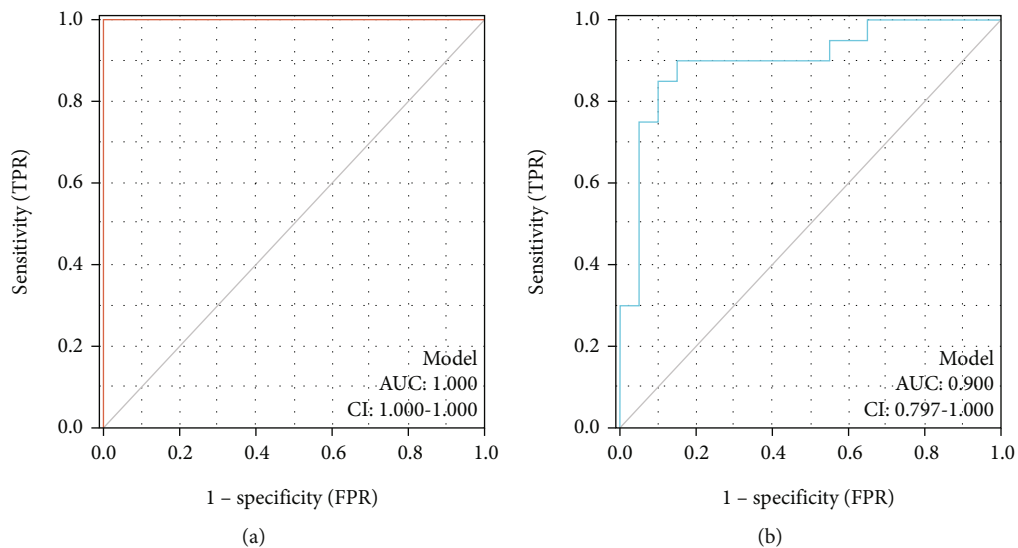 1.0
0.8
0.6
0.4
0.2
0.0
Sensitivity (TPR)
Model
AUC: 1.000
CI: 1.000-1.000
0.0 0.2 0.4 0.6 0.8 1.0
1 – specificity (FPR)
(a)
1.0
0.8
0.6
0.4
0.2
0.0
Sensitivity (TPR)
Model
AUC: 0.900
CI: 0.797-1.000
0.0 0.2 0.4 0.6 0.8 1.0
1 – specificity (FPR)
(b)